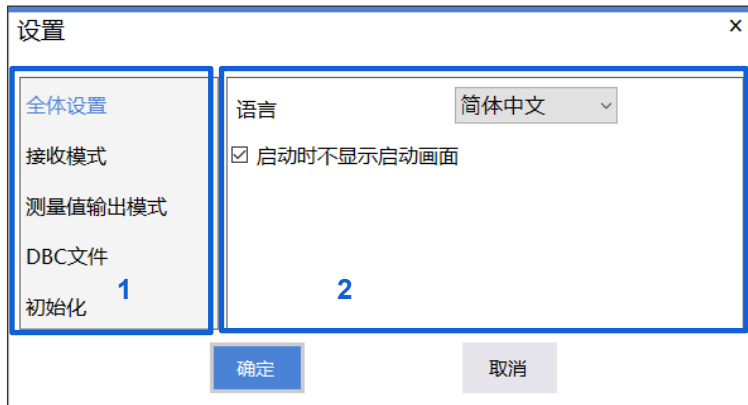 设置
x
全体设置
接收模式
测量值输出模式
DBC文件
初始化
1
语言
简体中文
启动时不显示启动画面
2
确定
取消